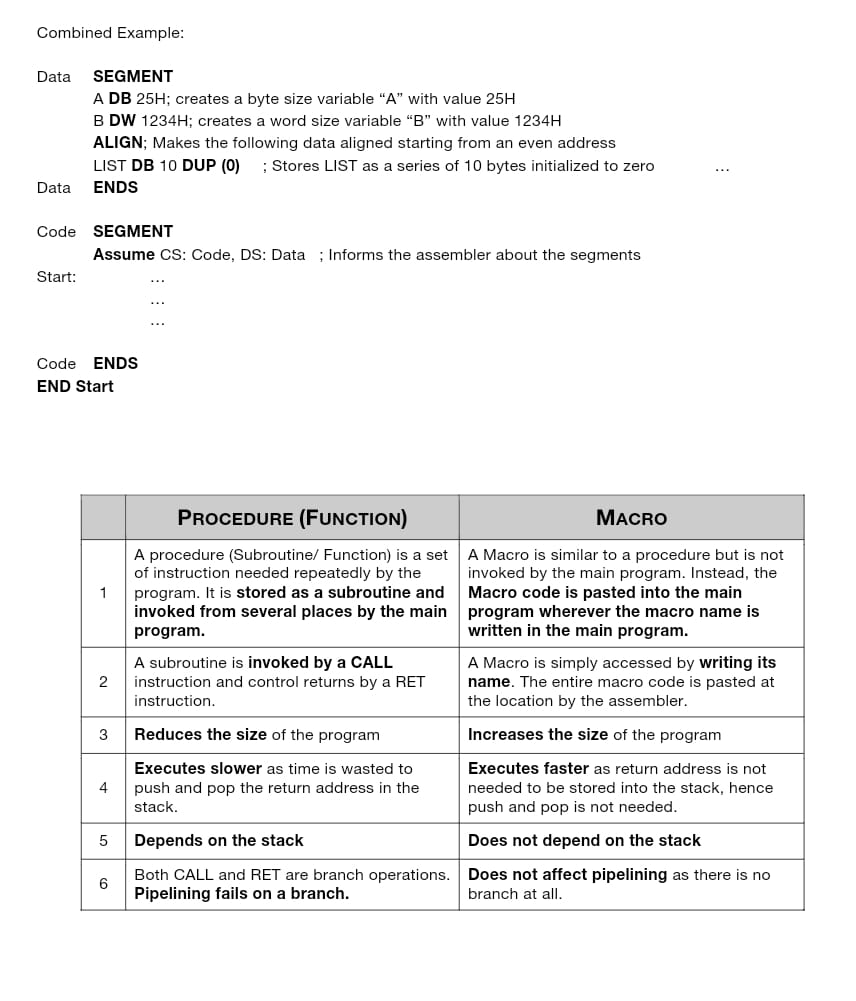 Combined Example:
Data SEGMENT
A DB 25H; creates a byte size variable “A” with value 25H
B DW 1234H; creates a word size variable “B” with value 1234H
ALIGN; Makes the following data aligned starting from an even address
LIST DB 10 DUP (0) ; Stores LIST as a series of 10 bytes initialized to zero …
Data ENDS
Code SEGMENT
Assume CS: Code, DS: Data ; Informs the assembler about the segments
Start: …
…
…
Code ENDS
END Start
PROCEDURE (FUNCTION) MACRO
1
A procedure (Subroutine/ Function) is a set
of instruction needed repeatedly by the
program. It is stored as a subroutine and
invoked from several places by the main
program.
A Macro is similar to a procedure but is not
invoked by the main program. Instead, the
Macro code is pasted into the main
program wherever the macro name is
written in the main program.
2
A subroutine is invoked by a CALL
instruction and control returns by a RET
instruction.
A Macro is simply accessed by writing its
name. The entire macro code is pasted at
the location by the assembler.
3
Reduces the size of the program
Increases the size of the program
4
Executes slower as time is wasted to
push and pop the return address in the
stack.
Executes faster as return address is not
needed to be stored into the stack, hence
push and pop is not needed.
5
Depends on the stack
Does not depend on the stack
6
Both CALL and RET are branch operations.
Pipelining fails on a branch.
Does not affect pipelining as there is no
branch at all.